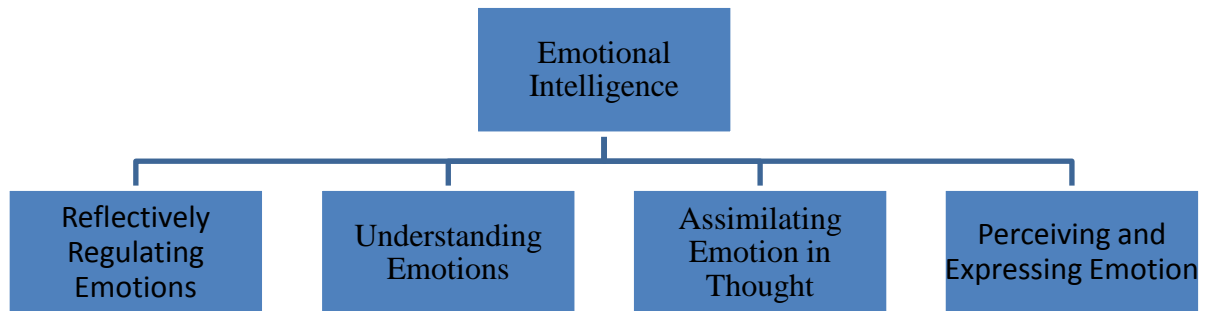 Emotional
Intelligence
Reflectively
Regulating
Emotions
Understanding
Emotions
Assimilating
Emotion in
Thought
Perceiving and
Expressing Emotion